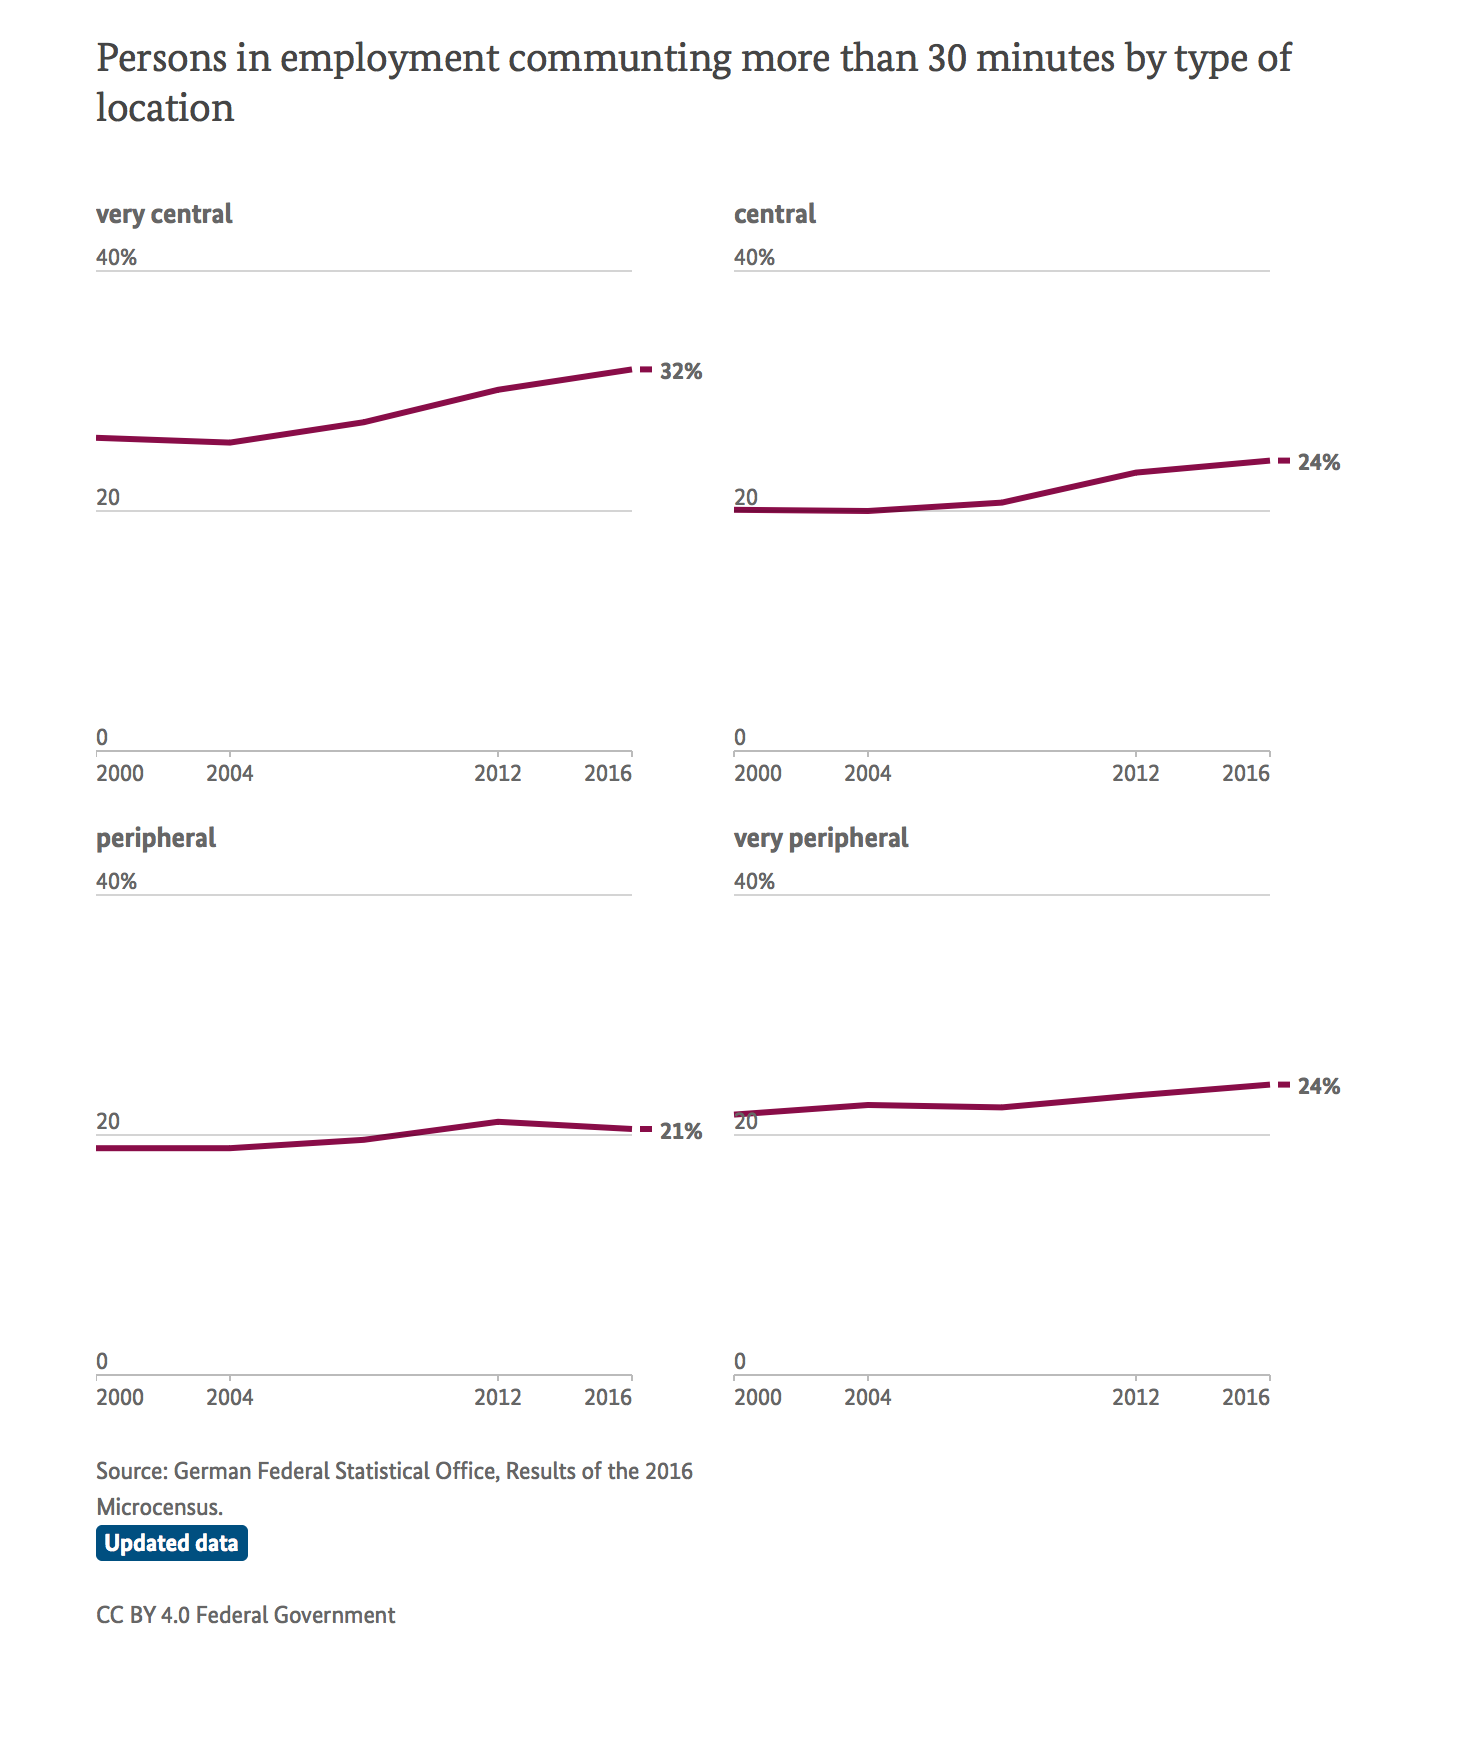 Persons in employment communting more than 30 minutes by type of
location
very central
40%
32%
20
0
2000 2004 2012 2016
central
40%
24%
20
0
2000 2004 2012 2016
peripheral
40%
20
21%
0
2000 2004 2012 2016
very peripheral
40%
24%
20
0
2000 2004 2012 2016
Source: German Federal Statistical Office, Results of the 2016
Microcensus.
Updated data
CC BY 4.0 Federal Government